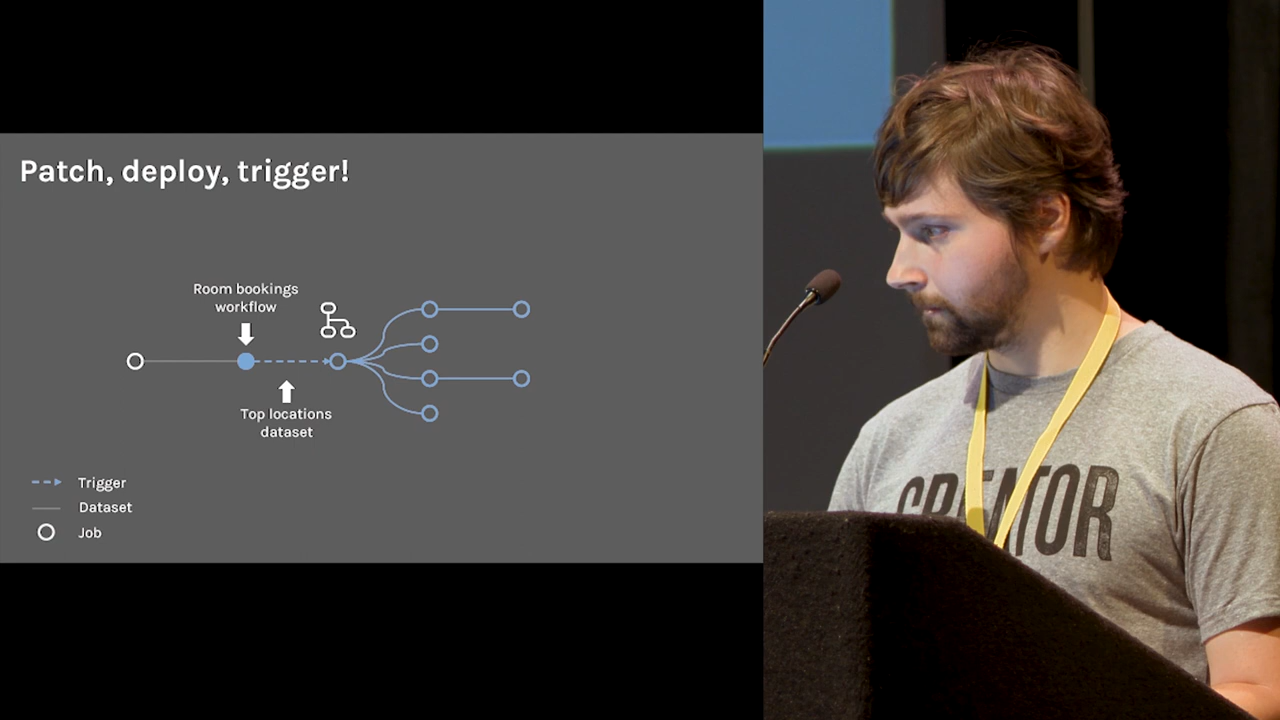 Patch, deploy, trigger!
Room bookings
workflow
Top locations
dataset
Trigger
Dataset
Job
CREATOR